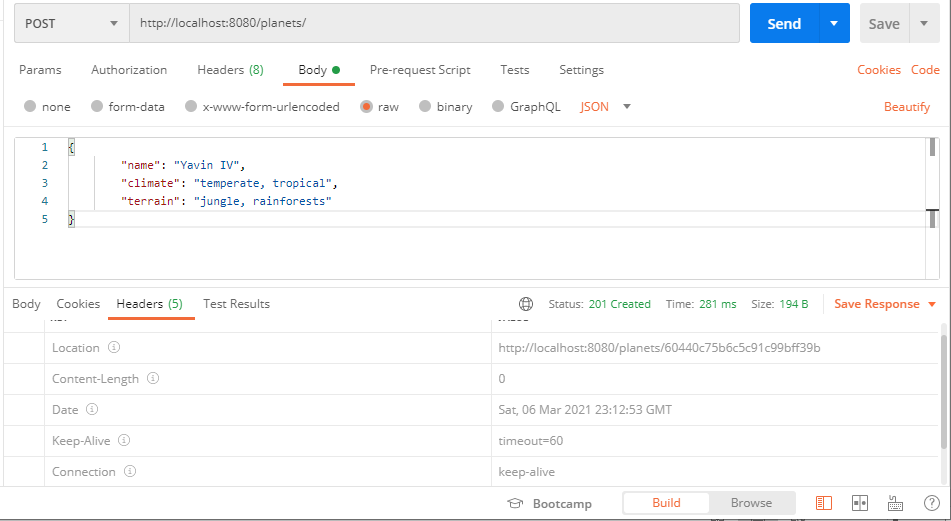 POST http://localhost:8080/planets/ Send Save
Params Authorization Headers (8) Body Pre-request Script Tests Settings Cookies Code
none form-data x-www-form-urlencoded raw binary GraphQL JSON Beautify
1 {
2 "name": "Yavin IV",
3 "climate": "temperate, tropical",
4 "terrain": "jungle, rainforests"
5 }
Body Cookies Headers (5) Test Results Status: 201 Created Time: 281 ms Size: 194 B Save Response
Location http://localhost:8080/planets/60440c75b6c5c91c99bff39b
Content-Length 0
Date Sat, 06 Mar 2021 23:12:53 GMT
Keep-Alive timeout=60
Connection keep-alive
Bootcamp Build Browse